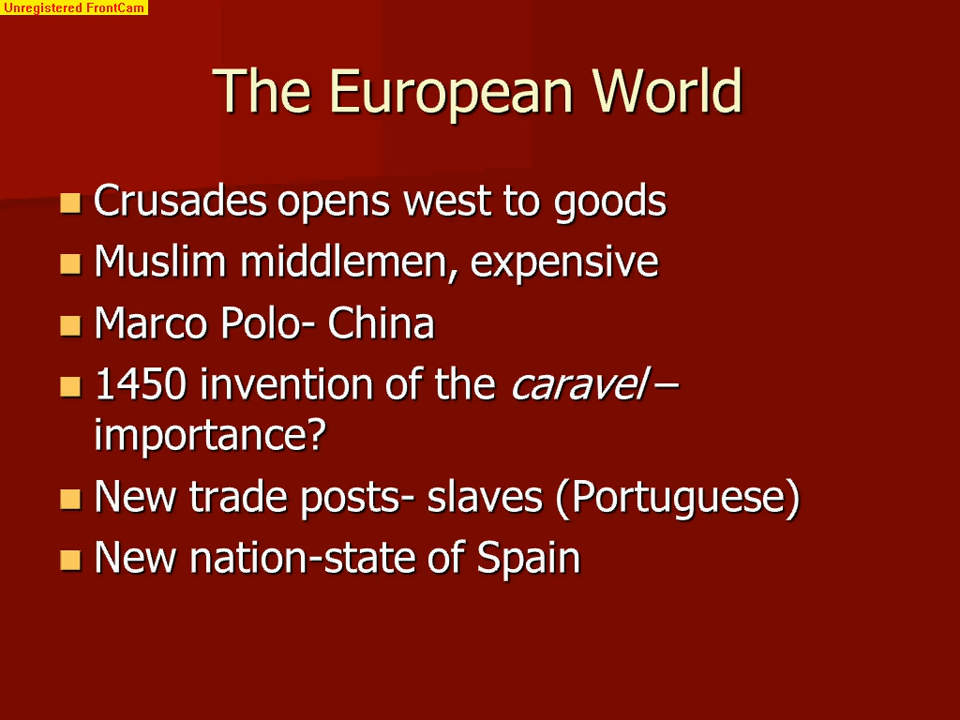 Unregistered FrontCam
The European World
Crusades opens west to goods
Muslim middlemen, expensive
Marco Polo- China
1450 invention of the caravel –
importance?
New trade posts- slaves (Portuguese)
New nation-state of Spain